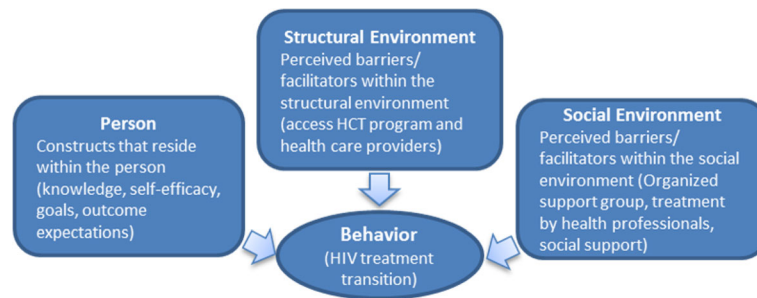 Structural Environment
Perceived barriers/
facilitators within the
structural environment
(access HCT program and
health care providers)
Person
Constructs that reside
within the person
(knowledge, self-efficacy,
goals, outcome
expectations)
Social Environment
Perceived barriers/
facilitators within the social
environment (Organized
support group, treatment
by health professionals,
social support)
Behavior
(HIV treatment
transition)